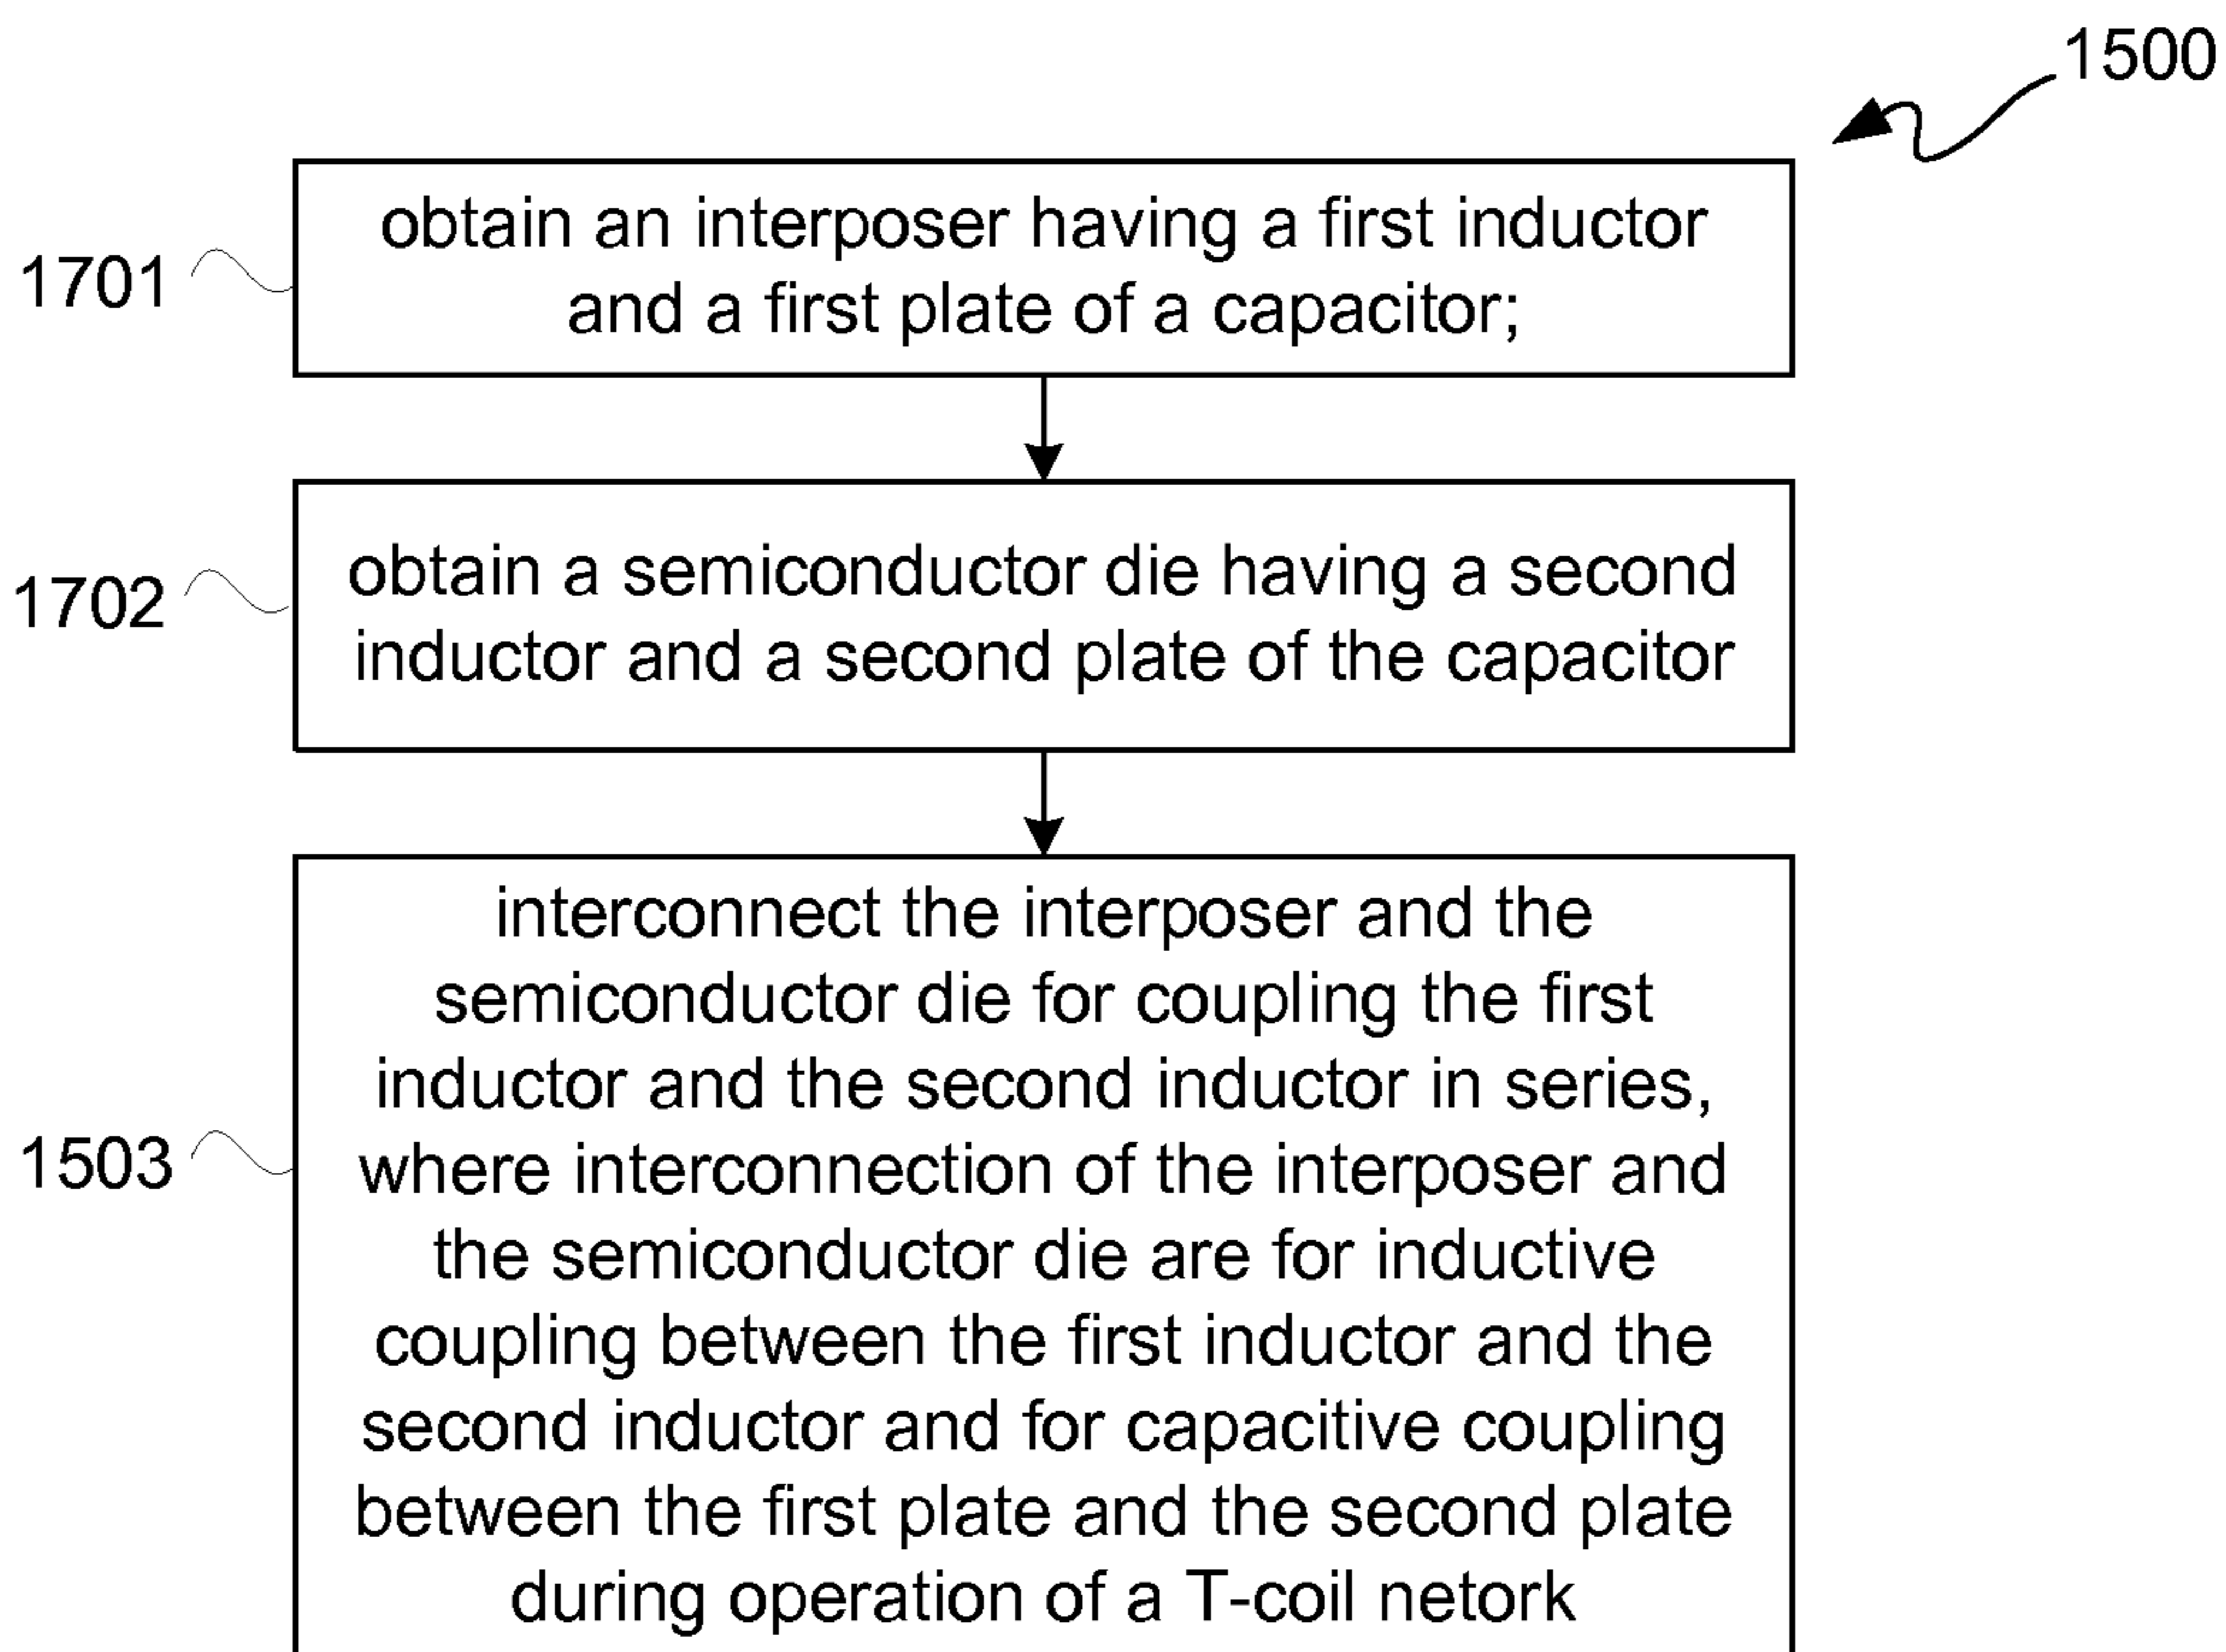 1500
1701
obtain an interposer having a first inductor
and a first plate of a capacitor;
1702
obtain a semiconductor die having a second
inductor and a second plate of the capacitor
1503
interconnect the interposer and the
semiconductor die for coupling the first
inductor and the second inductor in series,
where interconnection of the interposer and
the semiconductor die are for inductive
coupling between the first inductor and the
second inductor and for capacitive coupling
between the first plate and the second plate
during operation of a T-coil netork